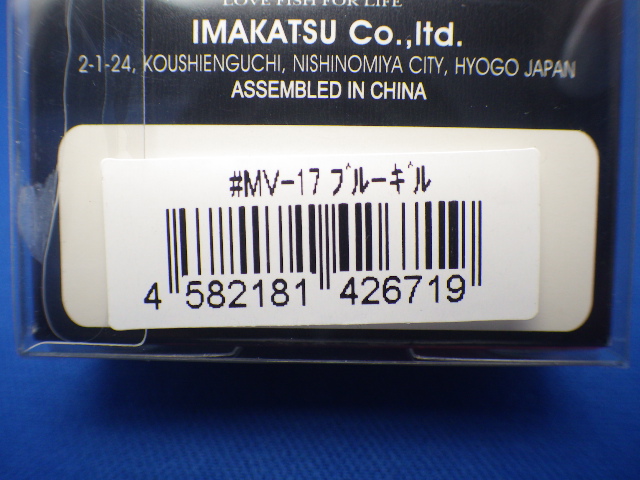 LOVE FISH FOR LIFE
IMAKATSU Co.,ltd.
2-1-24, KOUSHIENGUCHI, NISHINOMIYA CITY, HYOGO JAPAN
ASSEMBLED IN CHINA
#MV-17 ブルーギル
4 582181 426719